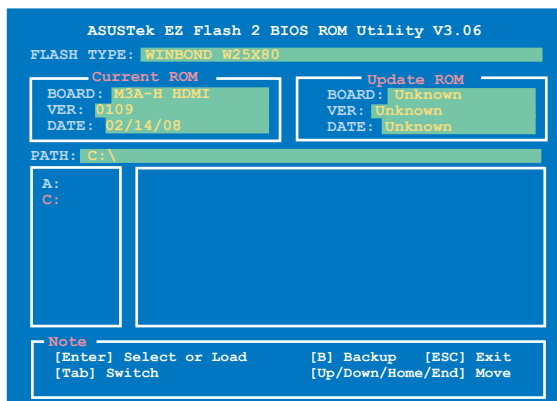 ASUSTek EZ Flash 2 BIOS ROM Utility V3.06
FLASH TYPE: WINBOND W25X80
Current ROM
BOARD: M3A-H HDMI
VER: 0109
DATE: 02/14/08
Update ROM
BOARD: Unknown
VER: Unknown
DATE: Unknown
PATH: C:\
A:
C:
Note
[Enter] Select or Load [B] Backup [ESC] Exit
[Tab] Switch [Up/Down/Home/End] Move